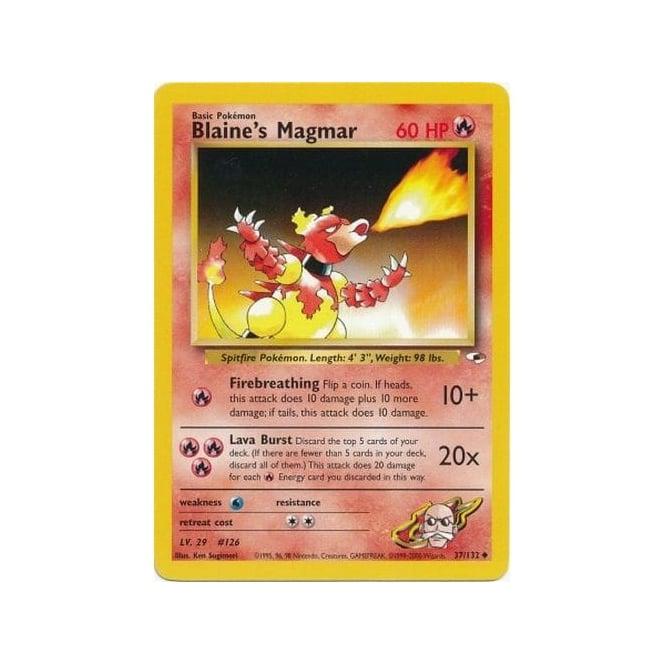 Basic Pokémon
Blaine's Magmar 60 HP
Spitfire Pokémon. Length: 4' 3", Weight: 98 lbs.
Firebreathing Flip a coin. If heads,
this attack does 10 damage plus 10 more
damage; if tails, this attack does 10 damage.
10+
Lava Burst Discard the top 5 cards of your
deck. (If there are fewer than 5 cards in your deck,
discard all of them.) This attack does 20 damage
for each Energy card you discarded in this way.
20x
weakness resistance
retreat cost
LV. 29 #126
Illus. Ken Sugimori ©1995, 96, 98 Nintendo, Creatures, GAMEFREAK. ©1999-2000 Wizards. 37/132